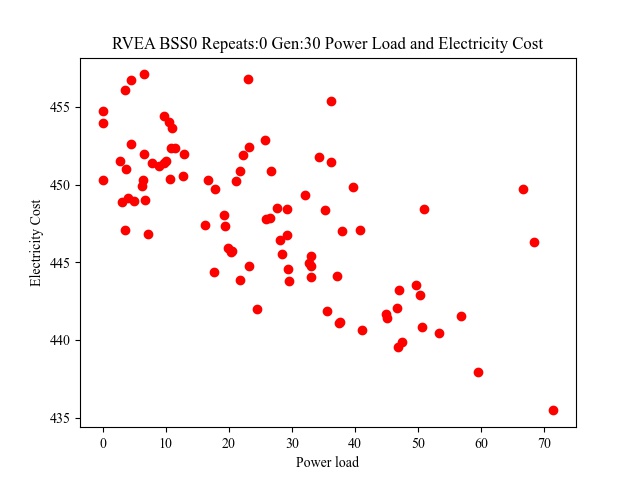 RVEA BSS0 Repeats:0 Gen:30 Power Load and Electricity Cost
455
450
445
440
435
Electricity Cost
0 10 20 30 40 50 60 70
Power load